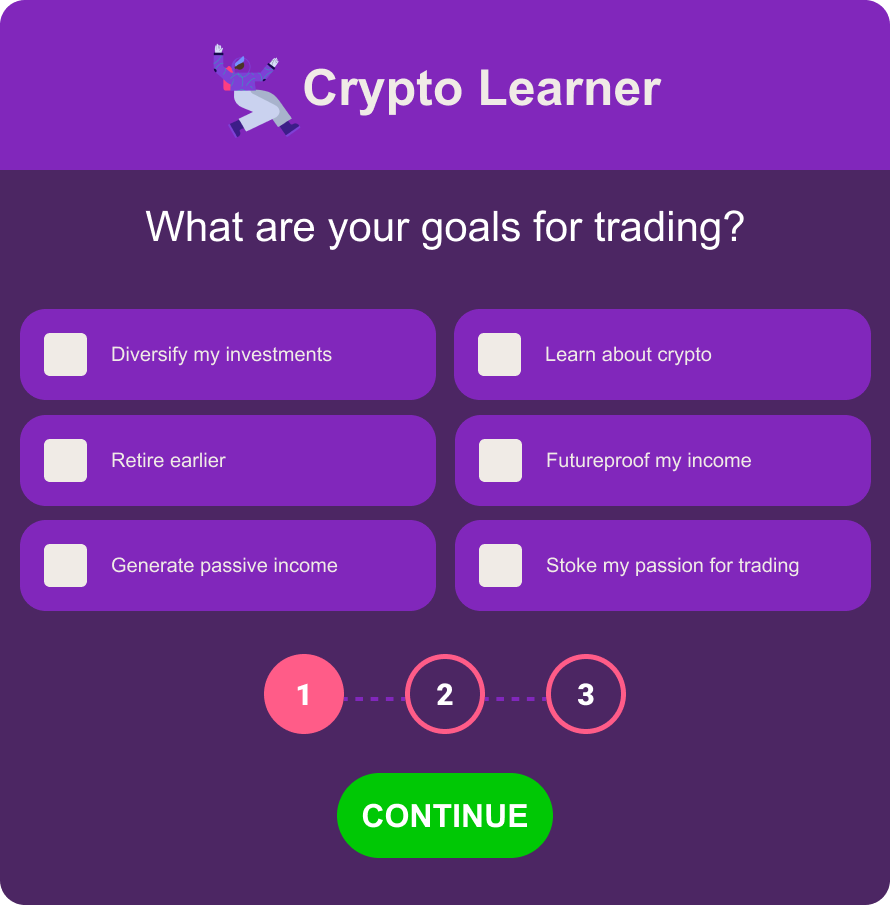 Crypto Learner
What are your goals for trading?
Diversify my investments
Learn about crypto
Retire earlier
Futureproof my income
Generate passive income
Stoke my passion for trading
1 2 3
CONTINUE